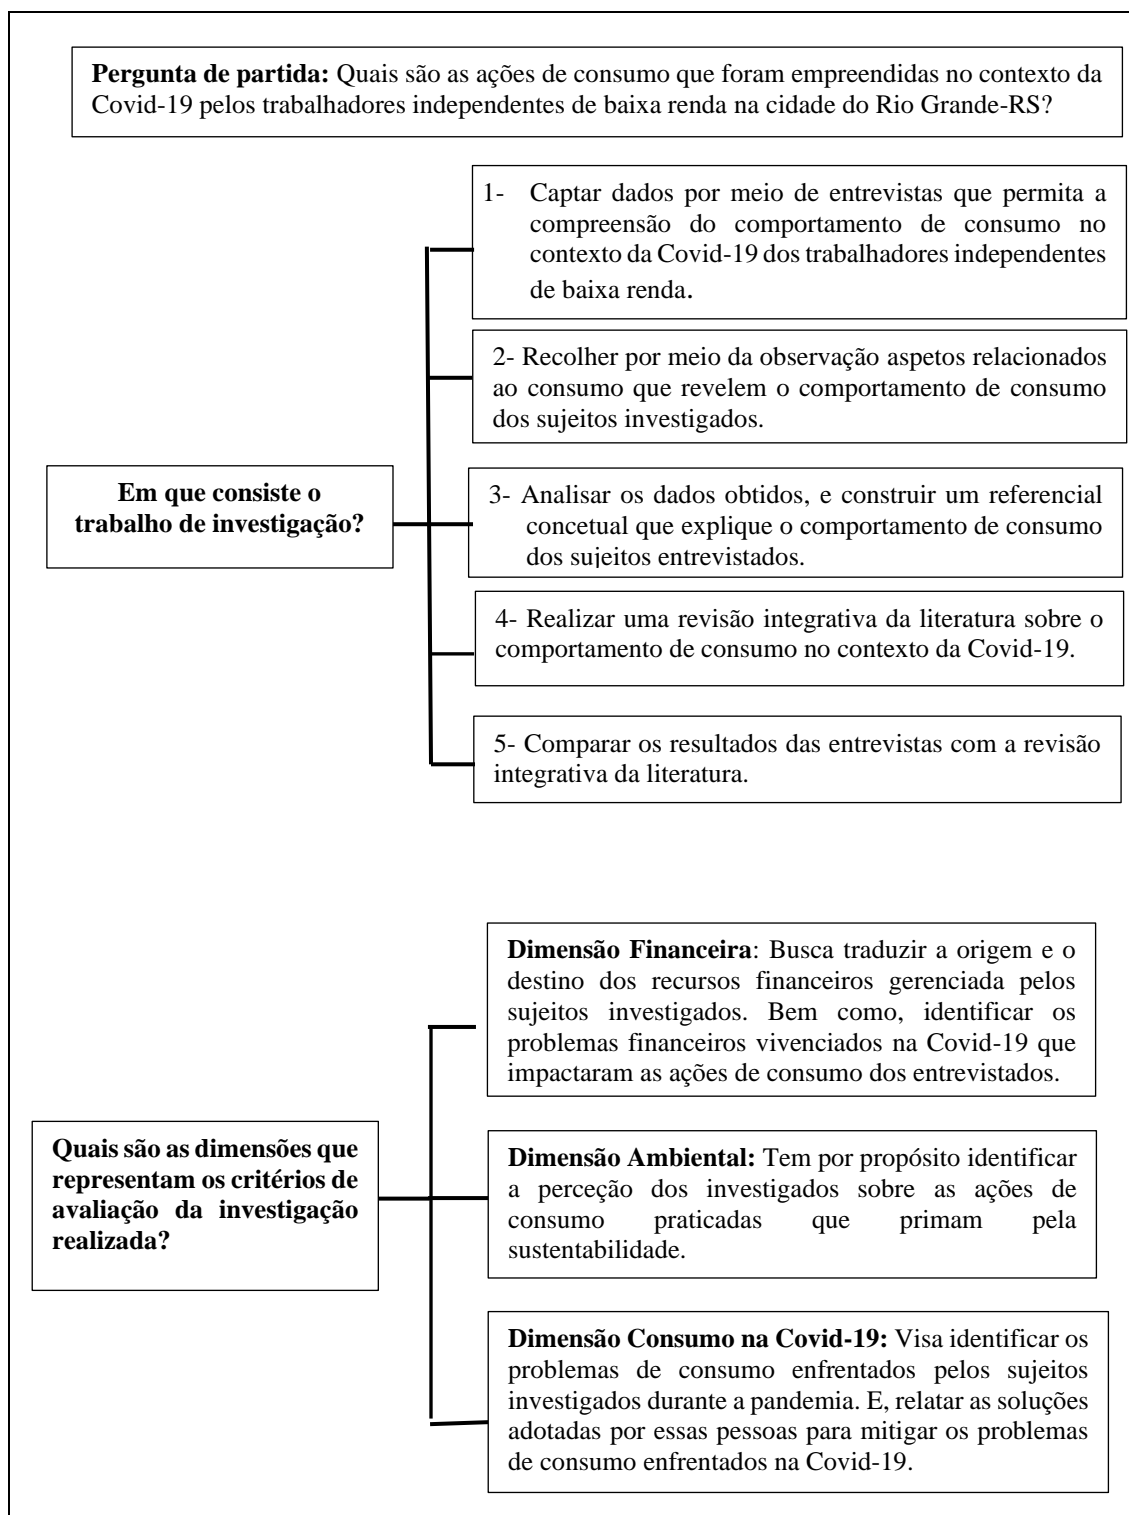 Pergunta de partida: Quais são as ações de consumo que foram empreendidas no contexto da
Covid-19 pelos trabalhadores independentes de baixa renda na cidade do Rio Grande-RS?
1- Captar dados por meio de entrevistas que permita a
compreensão do comportamento de consumo no
contexto da Covid-19 dos trabalhadores independentes
de baixa renda.
2- Recolher por meio da observação aspetos relacionados
ao consumo que revelem o comportamento de consumo
dos sujeitos investigados.
Em que consiste o
trabalho de investigação?
3- Analisar os dados obtidos, e construir um referencial
concetual que explique o comportamento de consumo
dos sujeitos entrevistados.
4- Realizar uma revisão integrativa da literatura sobre o
comportamento de consumo no contexto da Covid-19.
5- Comparar os resultados das entrevistas com a revisão
integrativa da literatura.
Dimensão Financeira: Busca traduzir a origem e o
destino dos recursos financeiros gerenciada pelos
sujeitos investigados. Bem como, identificar os
problemas financeiros vivenciados na Covid-19 que
impactaram as ações de consumo dos entrevistados.
Quais são as dimensões que
representam os critérios de
avaliação da investigação
realizada?
Dimensão Ambiental: Tem por propósito identificar
a perceção dos investigados sobre as ações de
consumo praticadas que primam pela
sustentabilidade.
Dimensão Consumo na Covid-19: Visa identificar os
problemas de consumo enfrentados pelos sujeitos
investigados durante a pandemia. E, relatar as soluções
adotadas por essas pessoas para mitigar os problemas
de consumo enfrentados na Covid-19.